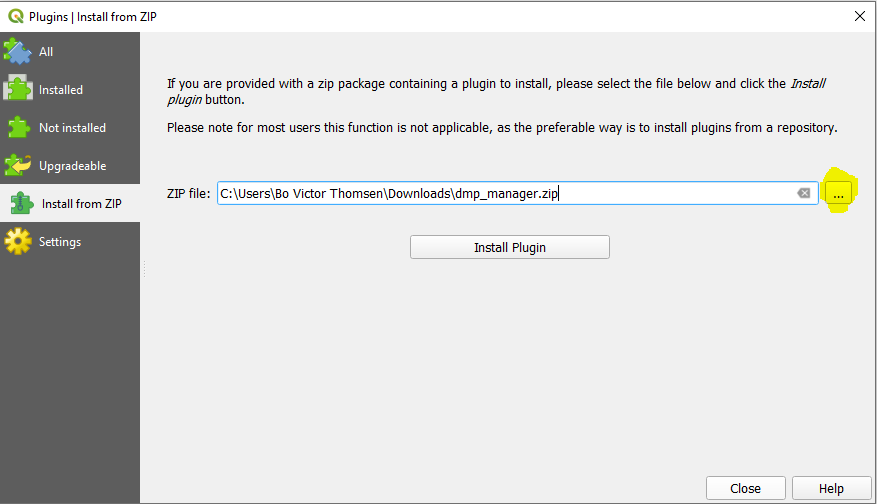 Plugins | Install from ZIP
All
Installed
Not installed
Upgradeable
Install from ZIP
Settings
If you are provided with a zip package containing a plugin to install, please select the file below and click the Install
plugin button.
Please note for most users this function is not applicable, as the preferable way is to install plugins from a repository.
ZIP file: C:\Users\Bo Victor Thomsen\Downloads\dmp_manager.zip ...
Install Plugin
Close Help